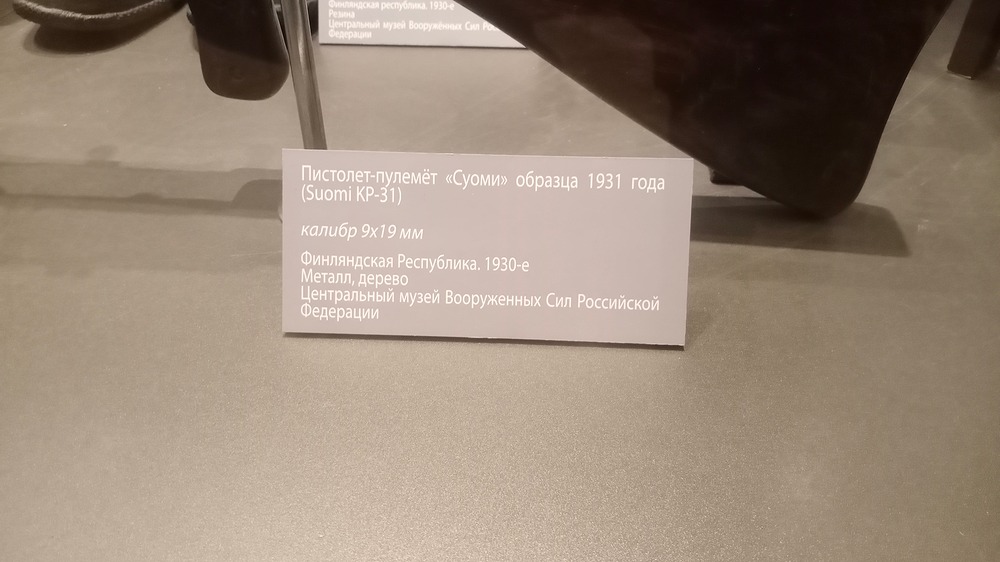 Финляндская республика. 1930-е
Резина
Центральный музей Вооружённых Сил
Федерации
Пистолет-пулемёт «Суоми» образца 1931 года
(Suomi KP-31)
калибр 9х19 мм
Финляндская Республика. 1930-е
Металл, дерево
Центральный музей Вооруженных Сил Российской
Федерации